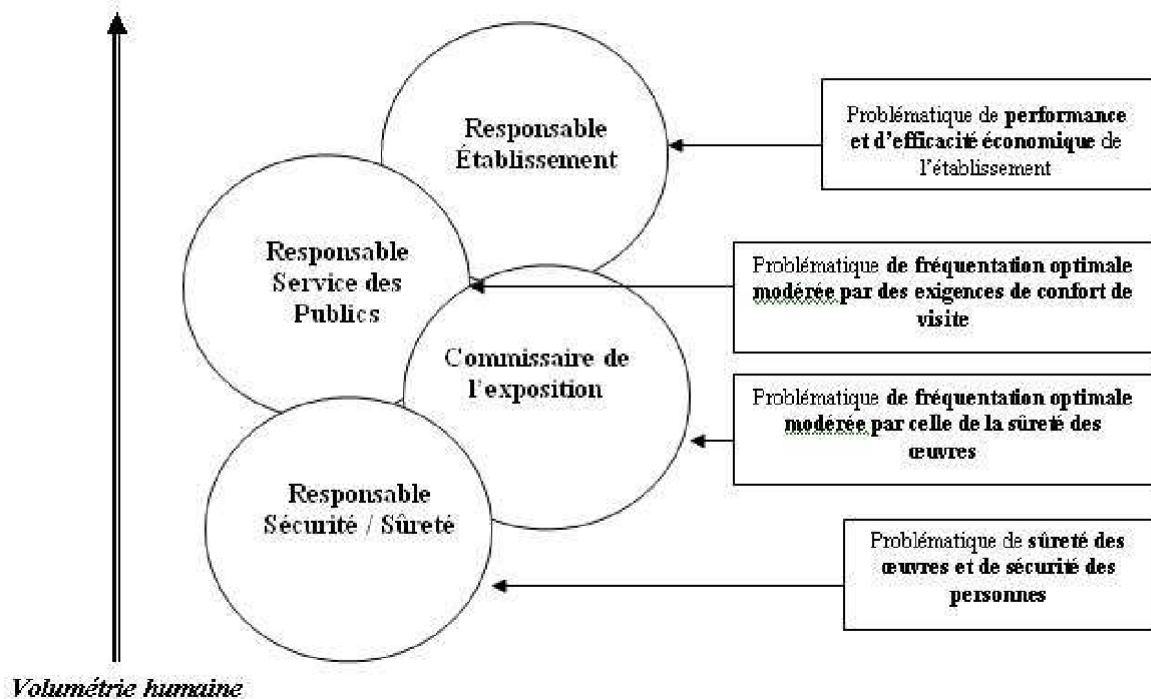 Responsable
Établissement
Problématique de performance
et d'efficacité économique de
l'établissement
Responsable
Service des
Publics
Problématique de fréquentation optimale
modérée par des exigences de confort de
visite
Commissaire de
l'exposition
Problématique de fréquentation optimale
modérée par celle de la sûreté des
œuvres
Responsable
Sécurité / Sûreté
Problématique de sûreté des
œuvres et de sécurité des
personnes
Volumétrie humaine